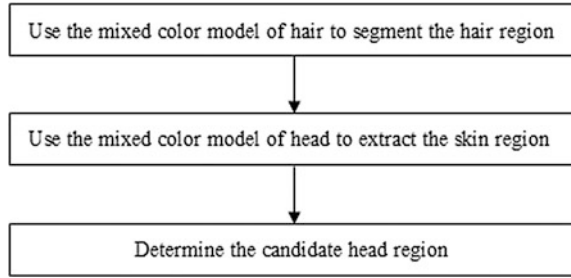 Use the mixed color model of hair to segment the hair region
Use the mixed color model of head to extract the skin region
Determine the candidate head region